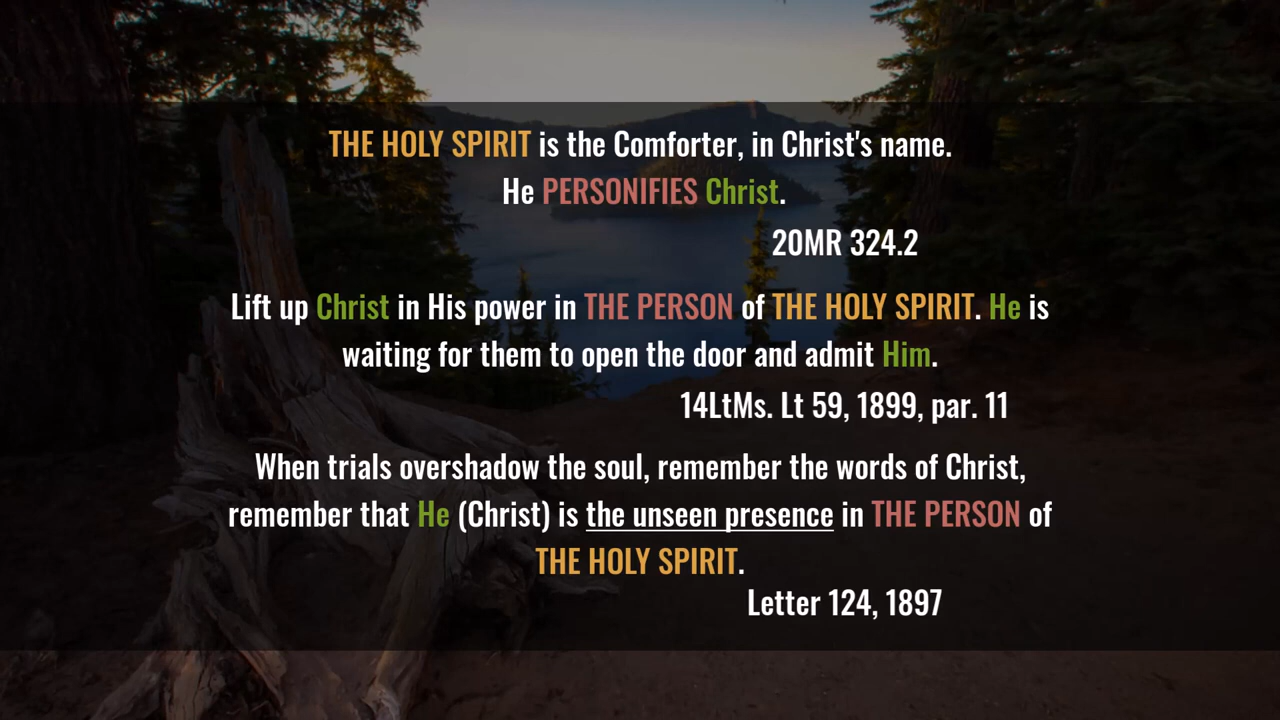 THE HOLY SPIRIT is the Comforter, in Christ's name.
He PERSONIFIES Christ.
20MR 324.2
Lift up Christ in His power in THE PERSON of THE HOLY SPIRIT. He is
waiting for them to open the door and admit Him.
14LtMs. Lt 59, 1899, par. 11
When trials overshadow the soul, remember the words of Christ,
remember that He (Christ) is the unseen presence in THE PERSON of
THE HOLY SPIRIT.
Letter 124, 1897